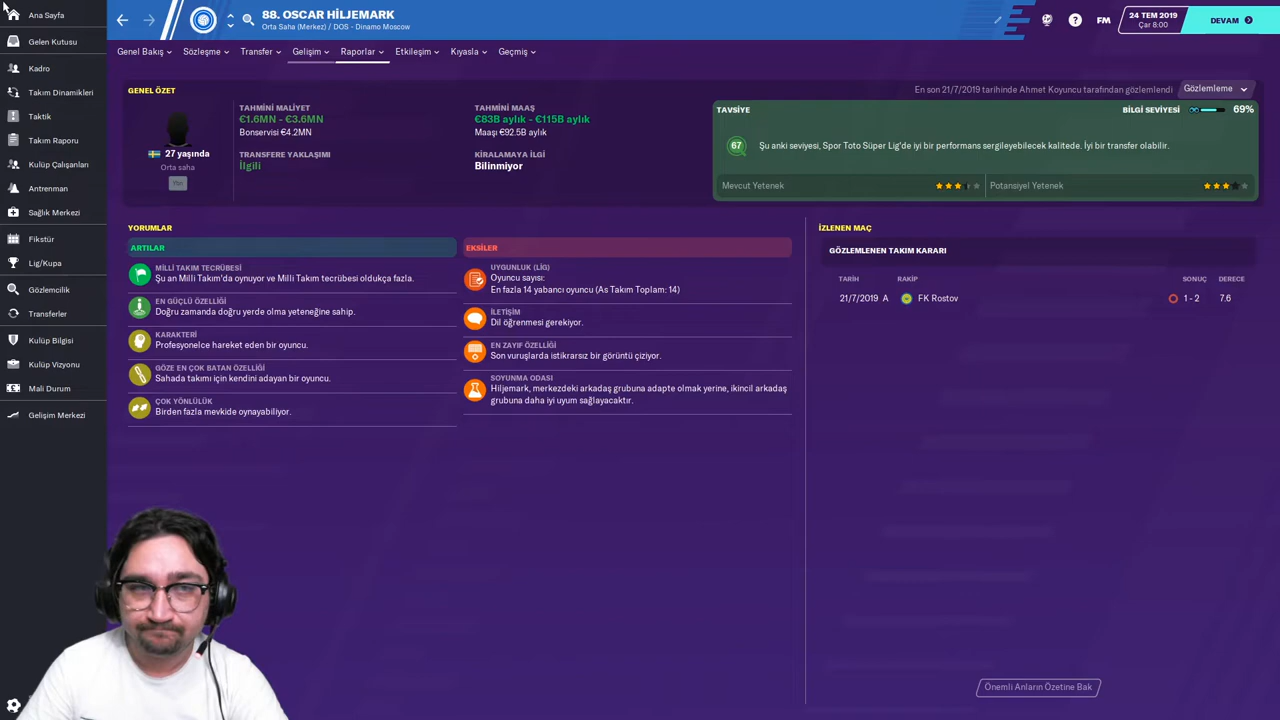 Ana Sayfa
Gelen Kutusu
Kadro
Takım Dinamikleri
Taktik
Takım Raporu
Kulüp Çalışanları
Antrenman
Sağlık Merkezi
Fikstür
Lig/Kupa
Gözlemcilik
Transferler
Kulüp Bilgisi
Kulüp Vizyonu
Mali Durum
Gelişim Merkezi
88. OSCAR HİLJEMARK
Orta Saha (Merkez) / DOS - Dinamo Moscow
FM
24 TEM 2019
Çar 8:00
DEVAM
Genel Bakış
Sözleşme
Transfer
Gelişim
Raporlar
Etkileşim
Kıyasla
Geçmiş
GENEL ÖZET
En son 21/7/2019 tarihinde Ahmet Koyuncu tarafından gözlemlendi
Gözlemleme
27 yaşında
Orta saha
TAHMİNİ MALİYET
€1.6MN - €3.6MN
Bonservisi €4.2MN
TRANSFERE YAKLAŞIMI
İlgili
TAHMİNİ MAAŞ
€83B aylık - €115B aylık
Maaşı €92.5B aylık
KİRALAMAYA İLGİ
Bilinmiyor
TAVSİYE
BİLGİ SEVİYESİ
69%
67
Şu anki seviyesi, Spor Toto Süper Lig'de iyi bir performans sergileyebilecek kalitede. İyi bir transfer olabilir.
Mevcut Yetenek
Potansiyel Yetenek
YORUMLAR
ARTILAR
MİLLİ TAKIM TECRÜBESİ
Şu an Milli Takım'da oynuyor ve Milli Takım tecrübesi oldukça fazla.
EN GÜÇLÜ ÖZELLİĞİ
Doğru zamanda doğru yerde olma yeteneğine sahip.
KARAKTERİ
Profesyonelce hareket eden bir oyuncu.
GÖZE EN ÇOK BATAN ÖZELLİĞİ
Sahada takımı için kendini adayan bir oyuncu.
ÇOK YÖNLÜLÜK
Birden fazla mevkide oynayabiliyor.
EKSİLER
UYGUNLUK (LİG)
Oyuncu sayısı:
En fazla 14 yabancı oyuncu (As Takım Toplam: 14)
İLETİŞİM
Dil öğrenmesi gerekiyor.
EN ZAYIF ÖZELLİĞİ
Son vuruşlarda istikrarsız bir görüntü çiziyor.
SOYUNMA ODASI
Hiljemark, merkezdeki arkadaş grubuna adapte olmak yerine, ikincil arkadaş
grubuna daha iyi uyum sağlayacaktır.
İZLENEN MAÇ
GÖZLEMLENEN TAKIM KARARI
TARİH RAKİP SONUÇ DERECE
21/7/2019 A FK Rostov 1 - 2 7.6
Önemli Anların Özetine Bak